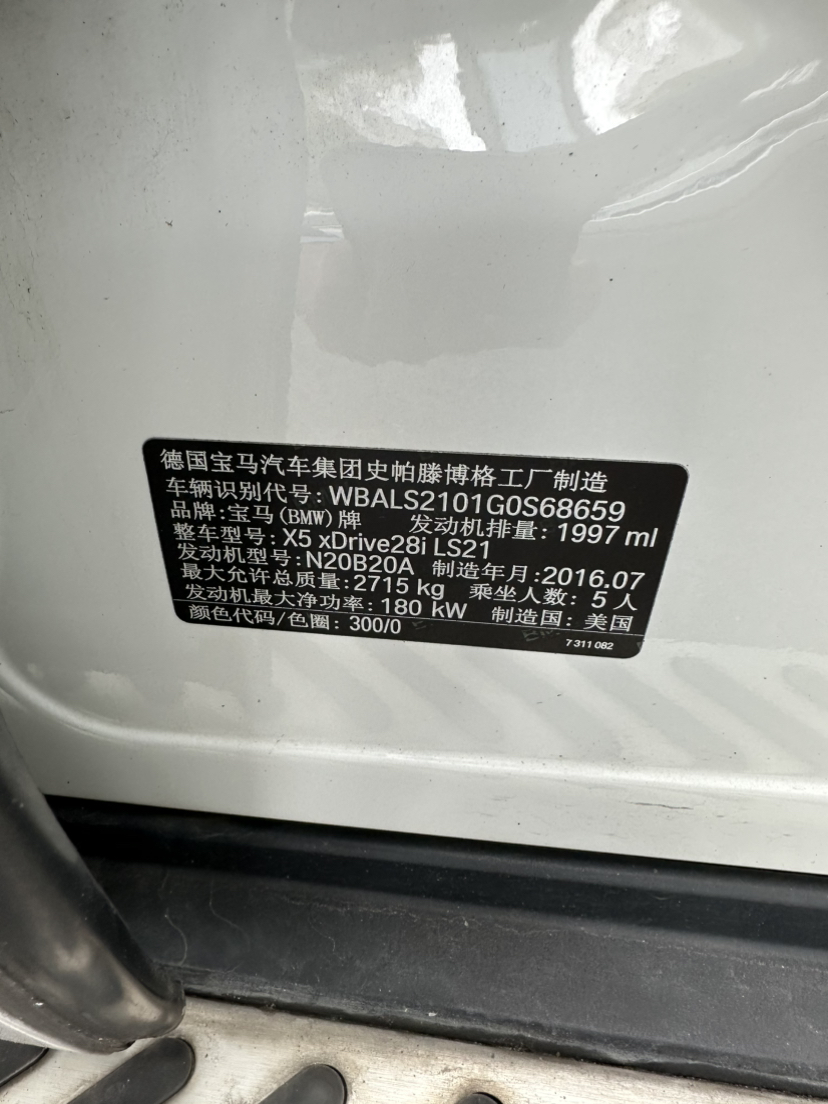 德国宝马汽车集团史帕滕博格工厂制造
车辆识别代号: WBALS2101G0S68659
品牌: 宝马(BMW)牌 发动机排量: 1997 ml
整车型号: X5 xDrive28i LS21
发动机型号: N20B20A 制造年月: 2016.07
最大允许总质量: 2715 kg 乘坐人数: 5 人
发动机最大净功率: 180 kW 制造国: 美国
颜色代码/色圈: 300/0
7 311 082